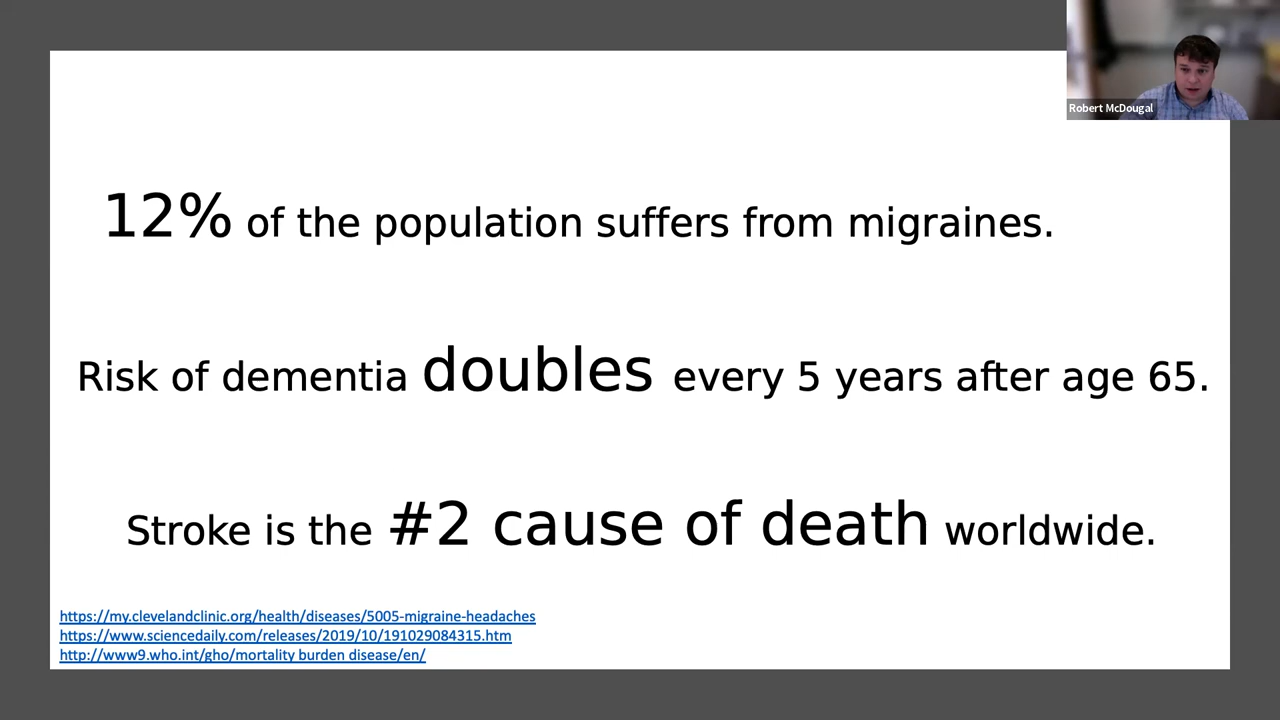 Robert McDougal
12% of the population suffers from migraines.
Risk of dementia doubles every 5 years after age 65.
Stroke is the #2 cause of death worldwide.
https://my.clevelandclinic.org/health/diseases/5005-migraine-headaches
https://www.sciencedaily.com/releases/2019/10/191029084315.htm
http://www9.who.int/gho/mortality burden disease/en/